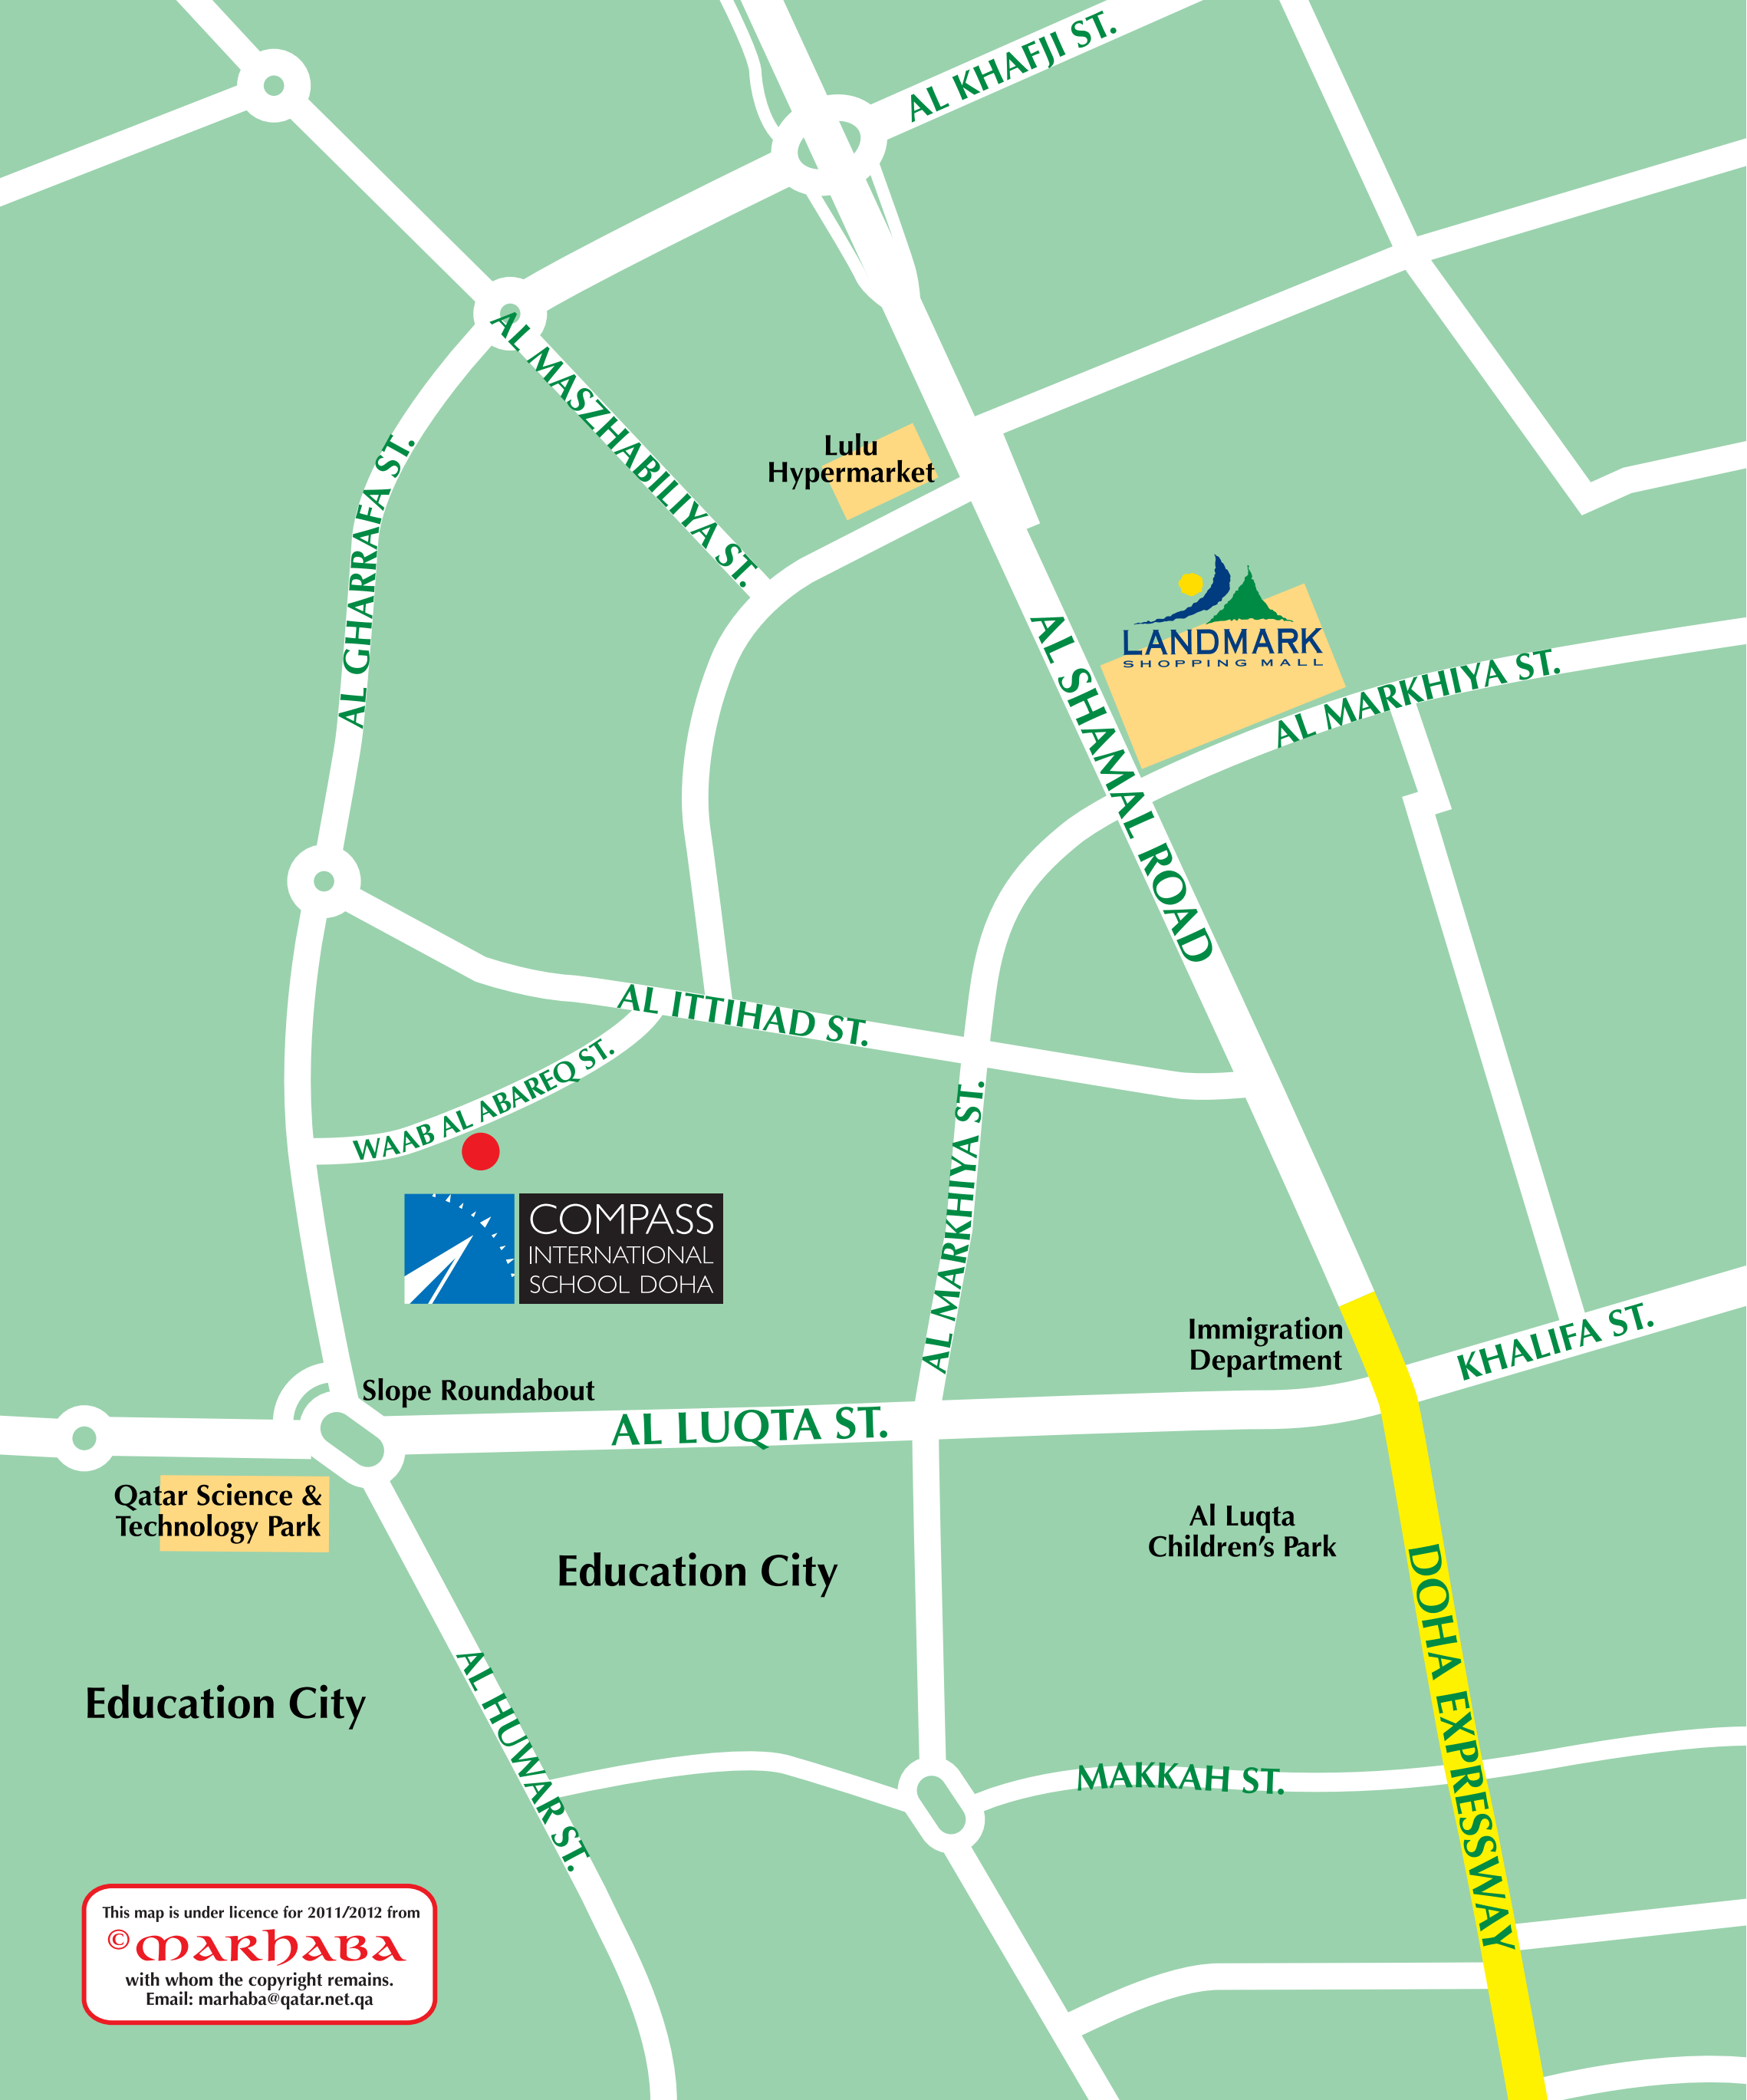 AL KHAFJI ST.
AL MASZHABILIYA ST.
AL GHARRAFA ST.
Lulu
Hypermarket
LANDMARK
SHOPPING MALL
AL SHAMAL ROAD
AL MARKHIYA ST.
AL ITTIHAD ST.
WAAB AL ABAREQ ST.
AL MARKHIYA ST.
COMPASS
INTERNATIONAL
SCHOOL DOHA
Immigration
Department
KHALIFA ST.
Slope Roundabout
AL LUQTA ST.
Qatar Science &
Technology Park
Al Luqta
Children's Park
Education City
Education City
DOHA EXPRESSWAY
AL HUWAR ST.
MAKKAH ST.
This map is under licence for 2011/2012 from
© MARHABA
with whom the copyright remains.
Email: marhaba@qatar.net.qa